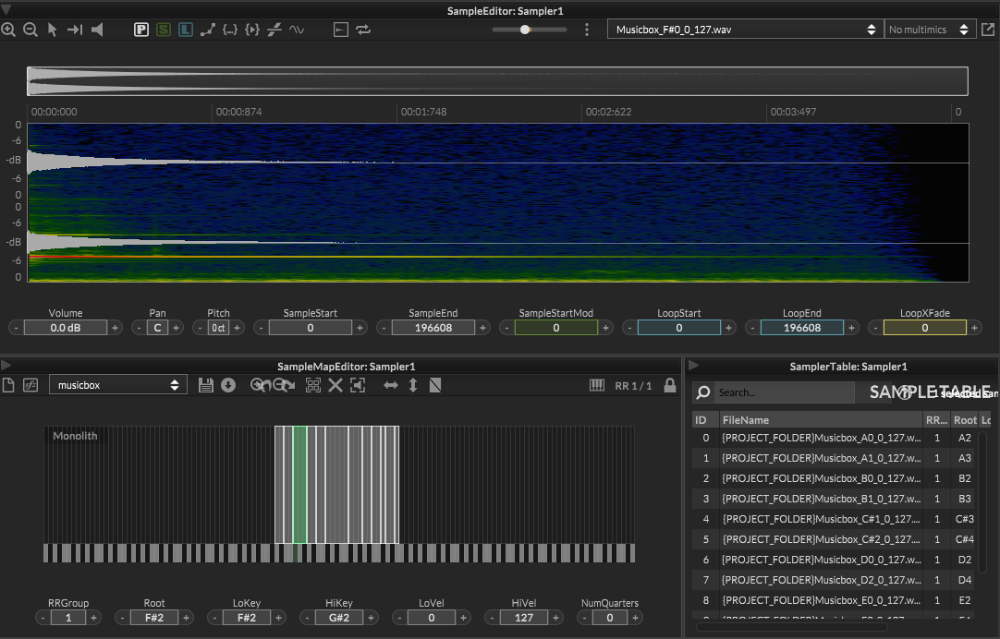 SampleEditor: Sampler1
P S L
Musicbox_F#0_0_127.wav No multimics
00:00:000 00:00:874 00:01:748 00:02:622 00:03:497 0
0
-6
-dB
-6
0
0
-6
-dB
-6
0
Volume Pan Pitch SampleStart SampleEnd SampleStartMod LoopStart LoopEnd LoopXFade
- 0.0 dB + - C + - 0 ct + - 0 + - 196608 + - 0 + - 0 + - 196608 + - 0 +
SampleMapEditor: Sampler1
musicbox RR 1 / 1
Monolith
RRGroup Root LoKey HiKey LoVel HiVel NumQuarters
- 1 + - F#2 + - F#2 + - G#2 + - 0 + - 127 + - 0 +
SamplerTable: Sampler1
Search... SAMPLE TABLE
ID FileName RR... Root Lo
0 {PROJECT_FOLDER}Musicbox_A0_0_127.w... 1 A2
1 {PROJECT_FOLDER}Musicbox_A1_0_127.w... 1 A3
2 {PROJECT_FOLDER}Musicbox_B0_0_127.w... 1 B2
3 {PROJECT_FOLDER}Musicbox_B1_0_127.w... 1 B3
4 {PROJECT_FOLDER}Musicbox_C#1_0_127.... 1 C#3
5 {PROJECT_FOLDER}Musicbox_C#2_0_127.... 1 C#4
6 {PROJECT_FOLDER}Musicbox_D0_0_127.w... 1 D2
7 {PROJECT_FOLDER}Musicbox_D2_0_127.w... 1 D4
8 {PROJECT_FOLDER}Musicbox_E0_0_127.w... 1 E2